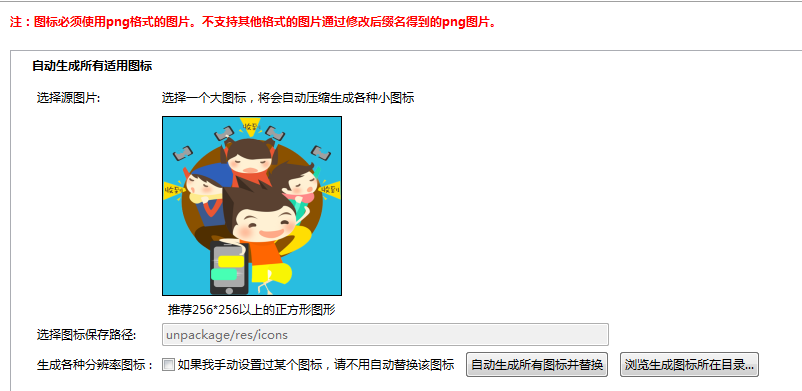 注：图标必须使用png格式的图片。不支持其他格式的图片通过修改后缀名得到的png图片。
自动生成所有适用图标
选择源图片: 选择一个大图标，将会自动压缩生成各种小图标
收到
收到 收到
推荐256*256以上的正方形图形
选择图标保存路径: unpackage/res/icons
生成各种分辨率图标： 如果我手动设置过某个图标，请不用自动替换该图标 自动生成所有图标并替换 浏览生成图标所在目录...